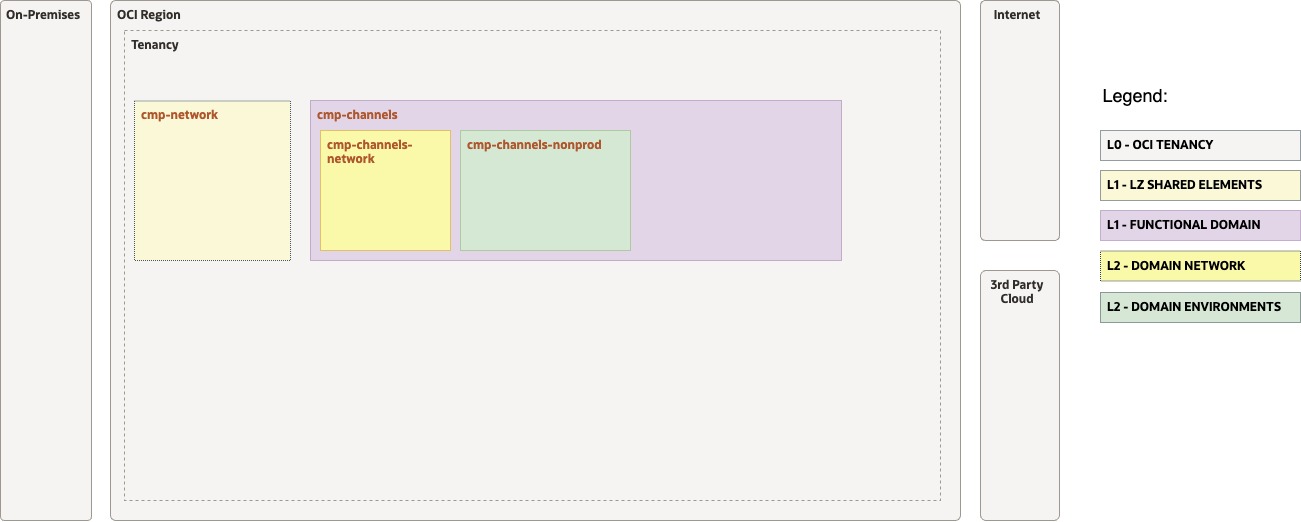 On-Premises
OCI Region
Tenancy
cmp-network
cmp-channels
cmp-channels-
network
cmp-channels-nonprod
Internet
3rd Party
Cloud
Legend:
L0 - OCI TENANCY
L1 - LZ SHARED ELEMENTS
L1 - FUNCTIONAL DOMAIN
L2 - DOMAIN NETWORK
L2 - DOMAIN ENVIRONMENTS